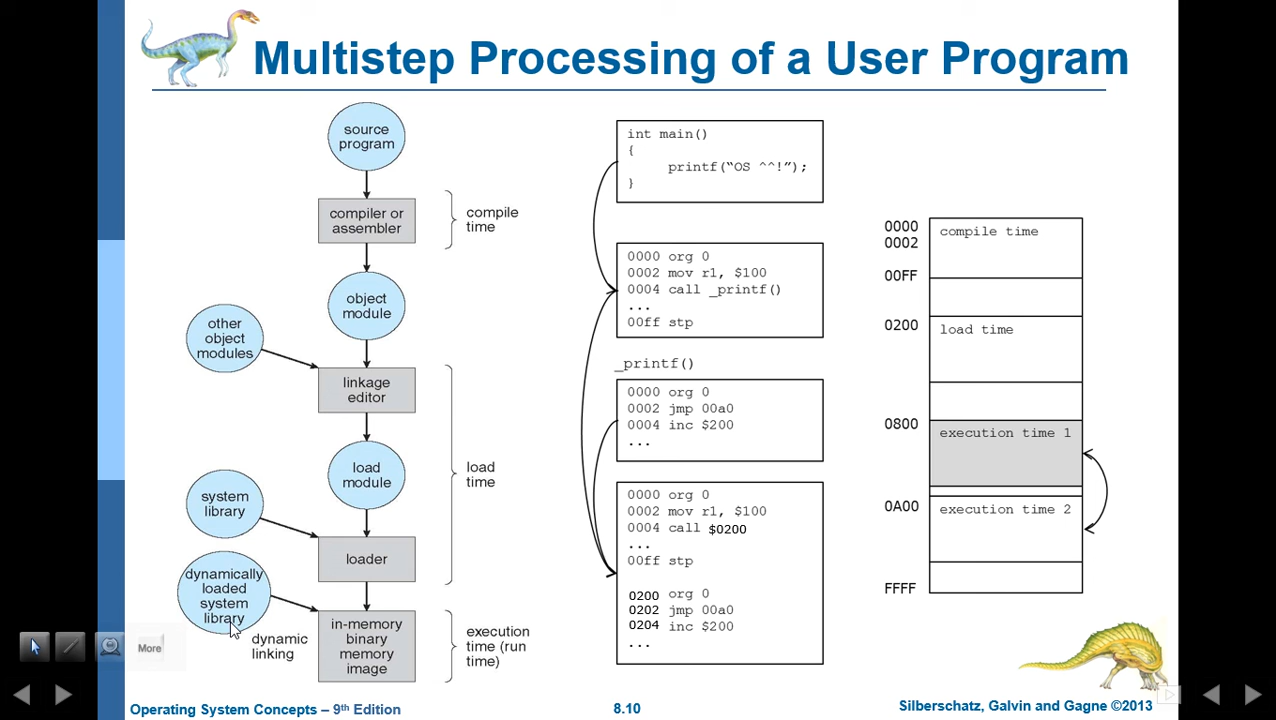 Multistep Processing of a User Program
source
program
compiler or
assembler
compile
time
object
module
other
object
modules
linkage
editor
load
module
load
time
system
library
loader
dynamically
loaded
system
library
dynamic
linking
in-memory
binary
memory
image
execution
time (run
time)
int main()
{
printf(“OS ^^!”);
}
0000 org 0
0002 mov r1, $100
0004 call _printf()
...
00ff stp
_printf()
0000 org 0
0002 jmp 00a0
0004 inc $200
...
0000 org 0
0002 mov r1, $100
0004 call $0200
...
00ff stp
0200 org 0
0202 jmp 00a0
0204 inc $200
...
0000 compile time
0002
00FF
0200 load time
0800 execution time 1
0A00 execution time 2
FFFF
More
Operating System Concepts – 9th Edition
8.10
Silberschatz, Galvin and Gagne ©2013